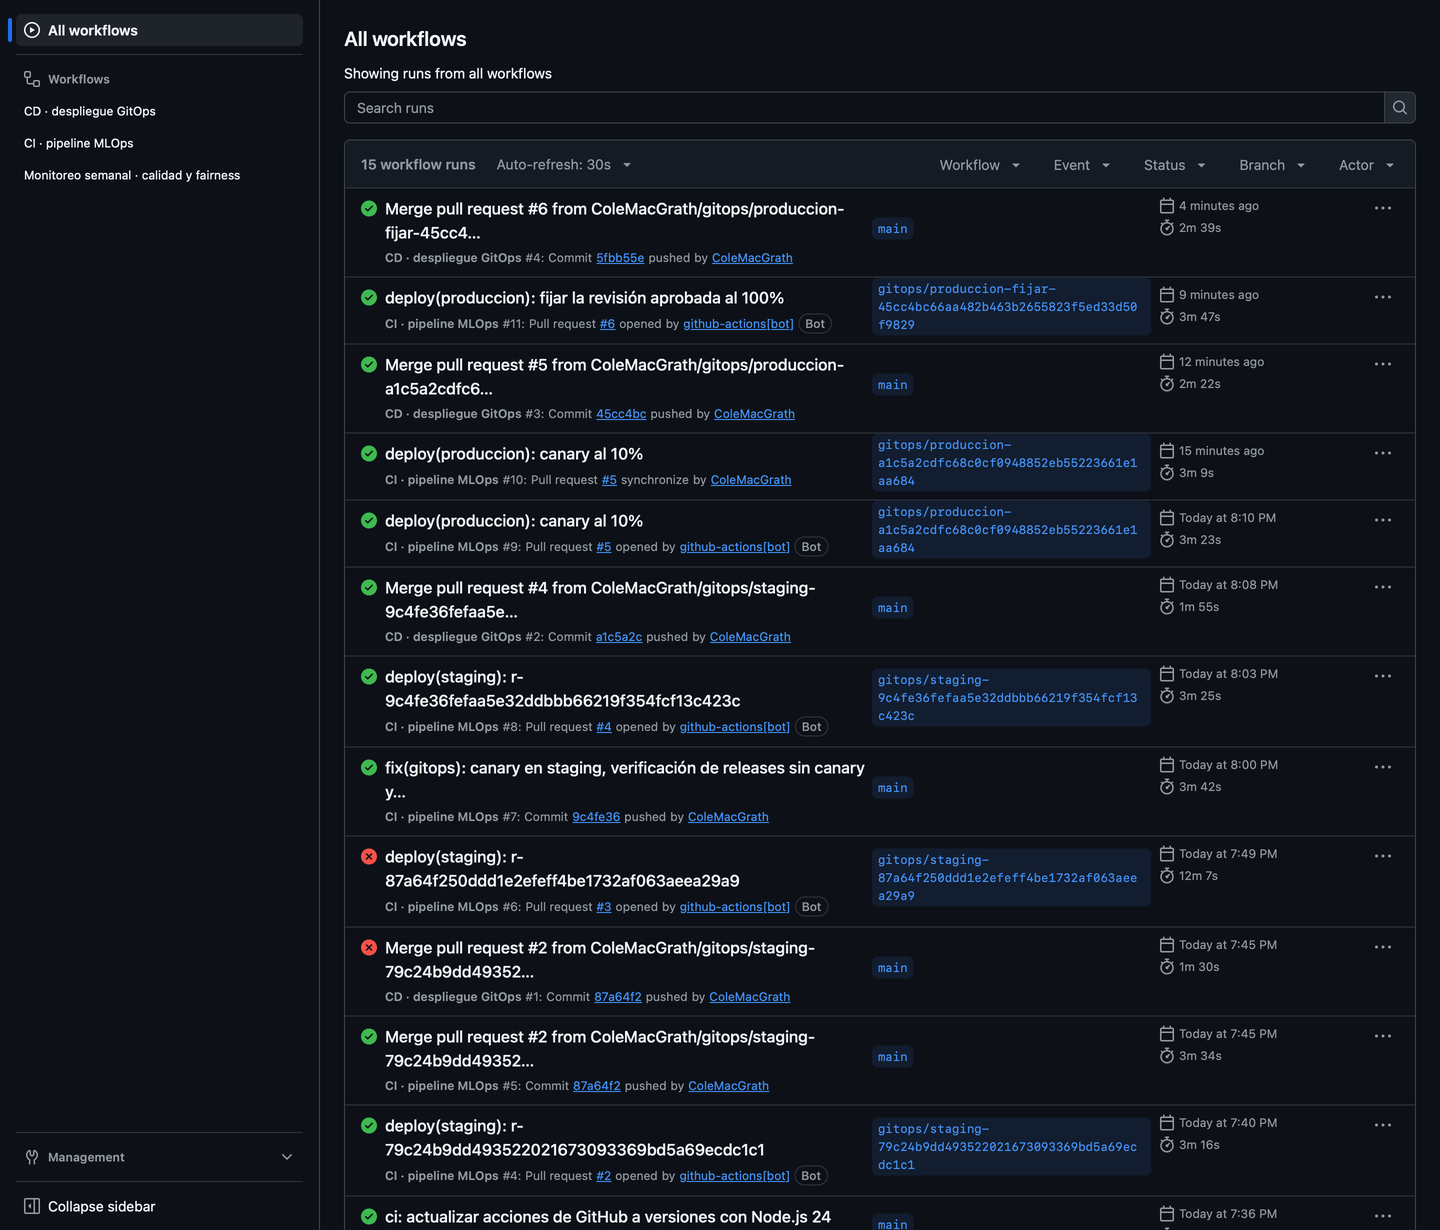 All workflows
Workflows
CD · despliegue GitOps
CI · pipeline MLOps
Monitoreo semanal · calidad y fairness
Management
Collapse sidebar
All workflows
Showing runs from all workflows
Search runs
15 workflow runs Auto-refresh: 30s Workflow Event Status Branch Actor
Merge pull request #6 from ColeMacGrath/gitops/produccion-
fijar-45cc4...
CD · despliegue GitOps #4: Commit 5fbb55e pushed by ColeMacGrath
main
4 minutes ago
2m 39s
deploy(produccion): fijar la revisión aprobada al 100%
CI · pipeline MLOps #11: Pull request #6 opened by github-actions[bot] Bot
gitops/produccion-fijar-
45cc4bc66aa482b463b2655823f5ed33d50
f9829
9 minutes ago
3m 47s
Merge pull request #5 from ColeMacGrath/gitops/produccion-
a1c5a2cdfc6...
CD · despliegue GitOps #3: Commit 45cc4bc pushed by ColeMacGrath
main
12 minutes ago
2m 22s
deploy(produccion): canary al 10%
CI · pipeline MLOps #10: Pull request #5 synchronize by ColeMacGrath
gitops/produccion-
a1c5a2cdfc68c0cf0948852eb55223661e1
aa684
15 minutes ago
3m 9s
deploy(produccion): canary al 10%
CI · pipeline MLOps #9: Pull request #5 opened by github-actions[bot] Bot
gitops/produccion-
a1c5a2cdfc68c0cf0948852eb55223661e1
aa684
Today at 8:10 PM
3m 23s
Merge pull request #4 from ColeMacGrath/gitops/staging-
9c4fe36fefaa5e...
CD · despliegue GitOps #2: Commit a1c5a2c pushed by ColeMacGrath
main
Today at 8:08 PM
1m 55s
deploy(staging): r-
9c4fe36fefaa5e32ddbbb66219f354fcf13c423c
CI · pipeline MLOps #8: Pull request #4 opened by github-actions[bot] Bot
gitops/staging-
9c4fe36fefaa5e32ddbbb66219f354fcf13
c423c
Today at 8:03 PM
3m 25s
fix(gitops): canary en staging, verificación de releases sin canary
y...
CI · pipeline MLOps #7: Commit 9c4fe36 pushed by ColeMacGrath
main
Today at 8:00 PM
3m 42s
deploy(staging): r-
87a64f250ddd1e2efeff4be1732af063aeea29a9
CI · pipeline MLOps #6: Pull request #3 opened by github-actions[bot] Bot
gitops/staging-
87a64f250ddd1e2efeff4be1732af063aee
a29a9
Today at 7:49 PM
12m 7s
Merge pull request #2 from ColeMacGrath/gitops/staging-
79c24b9dd49352...
CD · despliegue GitOps #1: Commit 87a64f2 pushed by ColeMacGrath
main
Today at 7:45 PM
1m 30s
Merge pull request #2 from ColeMacGrath/gitops/staging-
79c24b9dd49352...
CI · pipeline MLOps #5: Commit 87a64f2 pushed by ColeMacGrath
main
Today at 7:45 PM
3m 34s
deploy(staging): r-
79c24b9dd493522021673093369bd5a69ecdc1c1
CI · pipeline MLOps #4: Pull request #2 opened by github-actions[bot] Bot
gitops/staging-
79c24b9dd493522021673093369bd5a69ec
dc1c1
Today at 7:40 PM
3m 16s
ci: actualizar acciones de GitHub a versiones con Node.js 24
main
Today at 7:36 PM